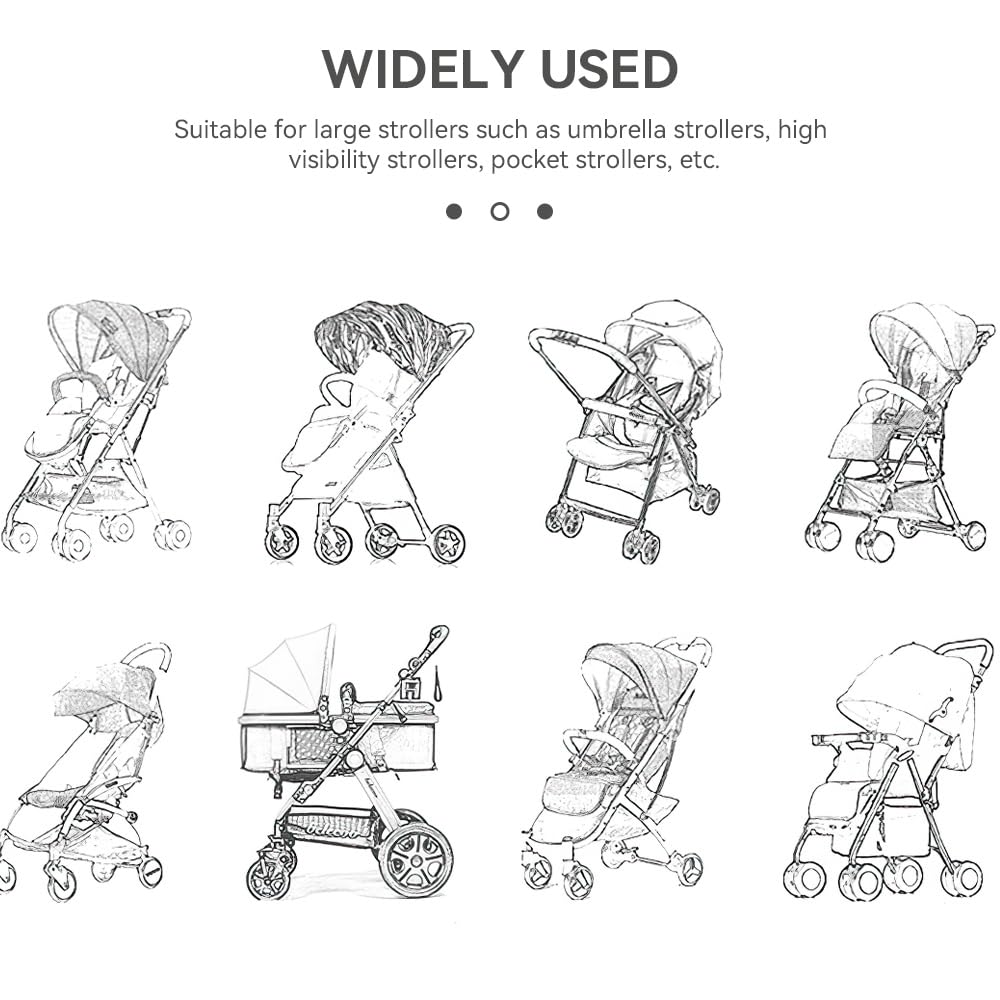 WIDELY USED
Suitable for large strollers such as umbrella strollers, high
visibility strollers, pocket strollers, etc.
H